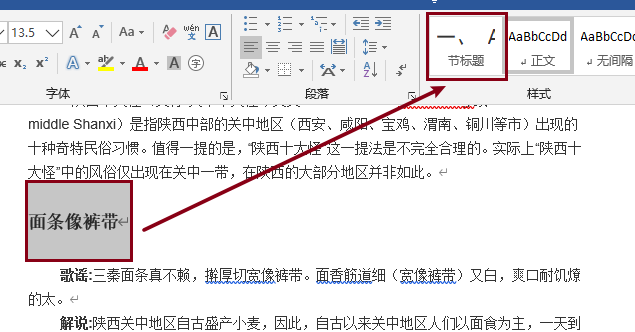 13.5 A A Aa wén A
B I U abc X₂ X²
字体
段落
一、 A
节标题
AaBbCcDd
正文
AaBbCcDd
无间隔
样式
middle Shanxi）是指陕西中部的关中地区（西安、咸阳、宝鸡、渭南、铜川等市）出现的
十种奇特民俗习惯。值得一提的是，“陕西十大怪”这一提法是不完全合理的。实际上“陕西十
大怪”中的风俗仅出现在关中一带，在陕西的大部分地区并非如此。
面条像裤带
歌谣:三秦面条真不赖，擀厚切宽像裤带。面香筋道细（宽像裤带）又白，爽口耐饥燎
的太。
解说:陕西关中地区自古盛产小麦，因此，自古以来关中地区人们以面食为主，一天到